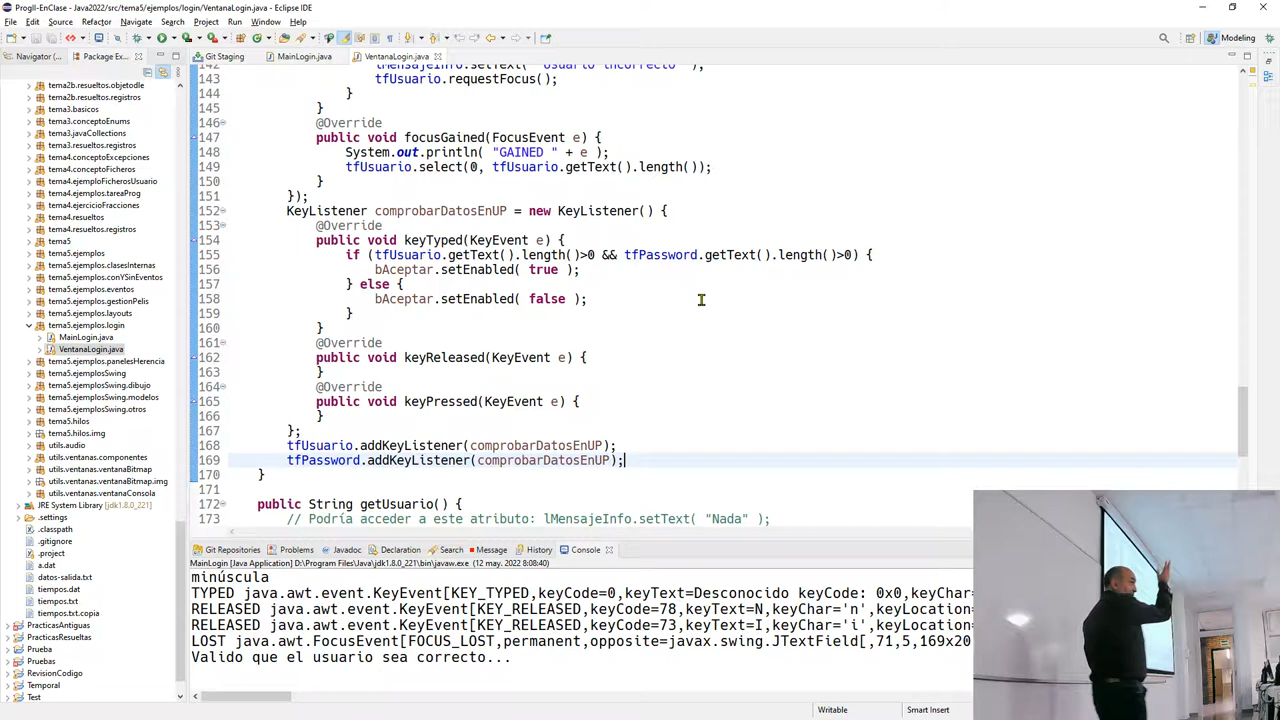 ProgII-EnClase - Java2022/src/tema5/ejemplos/login/VentanaLogin.java - Eclipse IDE
File Edit Source Refactor Navigate Search Project Run Window Help
Modeling
Navigator (...
Package Ex...
Git Staging
MainLogin.java
VentanaLogin.java
tema2b.resueltos.objetodle
tema2b.resueltos.registros
tema3.basicos
tema3.conceptoEnums
tema3.javaCollections
tema3.resueltos.registros
tema4.conceptoExcepciones
tema4.conceptoFicheros
tema4.ejemploFicherosUsuario
tema4.ejemplos.tareaProg
tema4.ejercicioFracciones
tema4.resueltos
tema4.resueltos.registros
tema5
tema5.ejemplos
tema5.ejemplos.clasesInternas
tema5.ejemplos.conYSinEventos
tema5.ejemplos.eventos
tema5.ejemplos.gestionPelis
tema5.ejemplos.layouts
tema5.ejemplos.login
MainLogin.java
VentanaLogin.java
tema5.ejemplos.panelesHerencia
tema5.ejemplosSwing
tema5.ejemplosSwing.dibujo
tema5.ejemplosSwing.modelos
tema5.ejemplosSwing.otros
tema5.hilos
tema5.hilos.img
utils.audio
utils.ventanas.componentes
utils.ventanas.ventanaBitmap
utils.ventanas.ventanaBitmap.img
utils.ventanas.ventanaConsola
JRE System Library [jdk1.8.0_221]
.settings
.classpath
.gitignore
.project
a.dat
datos-salida.txt
tiempos.dat
tiempos.txt
tiempos.txt.copia
PracticasAntiguas
PracticasResueltas
Prueba
Pruebas
RevisionCodigo
Temporal
Test
142 lMensajeInfo.setText( "Usuario incorrecto" );
143 tfUsuario.requestFocus();
144 }
145 }
146 @Override
147 public void focusGained(FocusEvent e) {
148 System.out.println( "GAINED " + e );
149 tfUsuario.select(0, tfUsuario.getText().length());
150 }
151 });
152 KeyListener comprobarDatosEnUP = new KeyListener() {
153 @Override
154 public void keyTyped(KeyEvent e) {
155 if (tfUsuario.getText().length()>0 && tfPassword.getText().length()>0) {
156 bAceptar.setEnabled( true );
157 } else {
158 bAceptar.setEnabled( false );
159 }
160 }
161 @Override
162 public void keyReleased(KeyEvent e) {
163 }
164 @Override
165 public void keyPressed(KeyEvent e) {
166 }
167 };
168 tfUsuario.addKeyListener(comprobarDatosEnUP);
169 tfPassword.addKeyListener(comprobarDatosEnUP);
170 }
171
172 public String getUsuario() {
173 // Podría acceder a este atributo: lMensajeInfo.setText( "Nada" );
Git Repositories Problems Javadoc Declaration Search Message History Console
MainLogin [Java Application] D:\Program Files\Java\jdk1.8.0_221\bin\javaw.exe (12 may. 2022 8:08:40)
minúscula
TYPED java.awt.event.KeyEvent[KEY_TYPED,keyCode=0,keyText=Desconocido keyCode: 0x0,keyChar=
RELEASED java.awt.event.KeyEvent[KEY_RELEASED,keyCode=78,keyText=N,keyChar='n',keyLocation=
RELEASED java.awt.event.KeyEvent[KEY_RELEASED,keyCode=73,keyText=I,keyChar='i',keyLocation=
LOST java.awt.FocusEvent[FOCUS_LOST,permanent,opposite=javax.swing.JTextField[,71,5,169x20
Valido que el usuario sea correcto...
Writable
Smart Insert